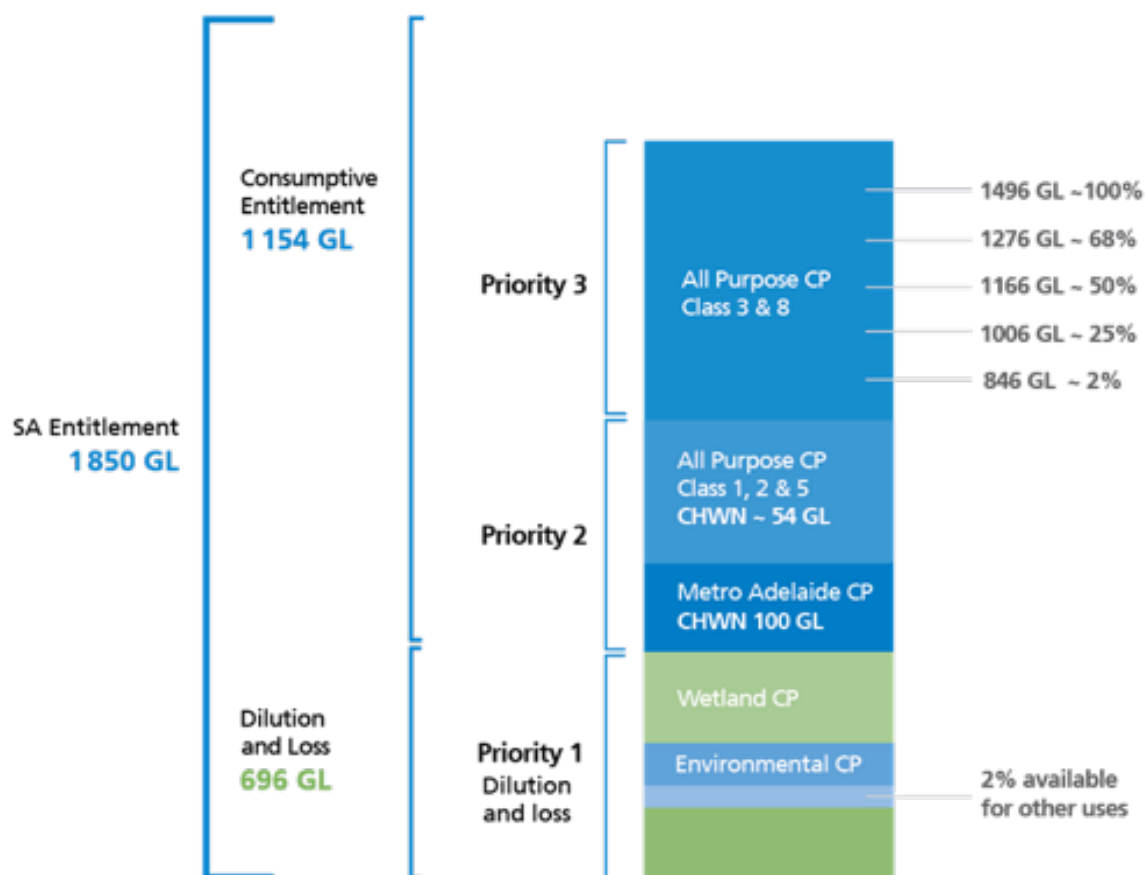 SA Entitlement
1850 GL
Consumptive
Entitlement
1154 GL
Dilution
and Loss
696 GL
Priority 3
Priority 2
Priority 1
Dilution
and loss
All Purpose CP
Class 3 & 8
All Purpose CP
Class 1, 2 & 5
CHWN ~ 54 GL
Metro Adelaide CP
CHWN 100 GL
Wetland CP
Environmental CP
1496 GL ~100%
1276 GL ~ 68%
1166 GL ~ 50%
1006 GL ~ 25%
846 GL ~ 2%
2% available
for other uses